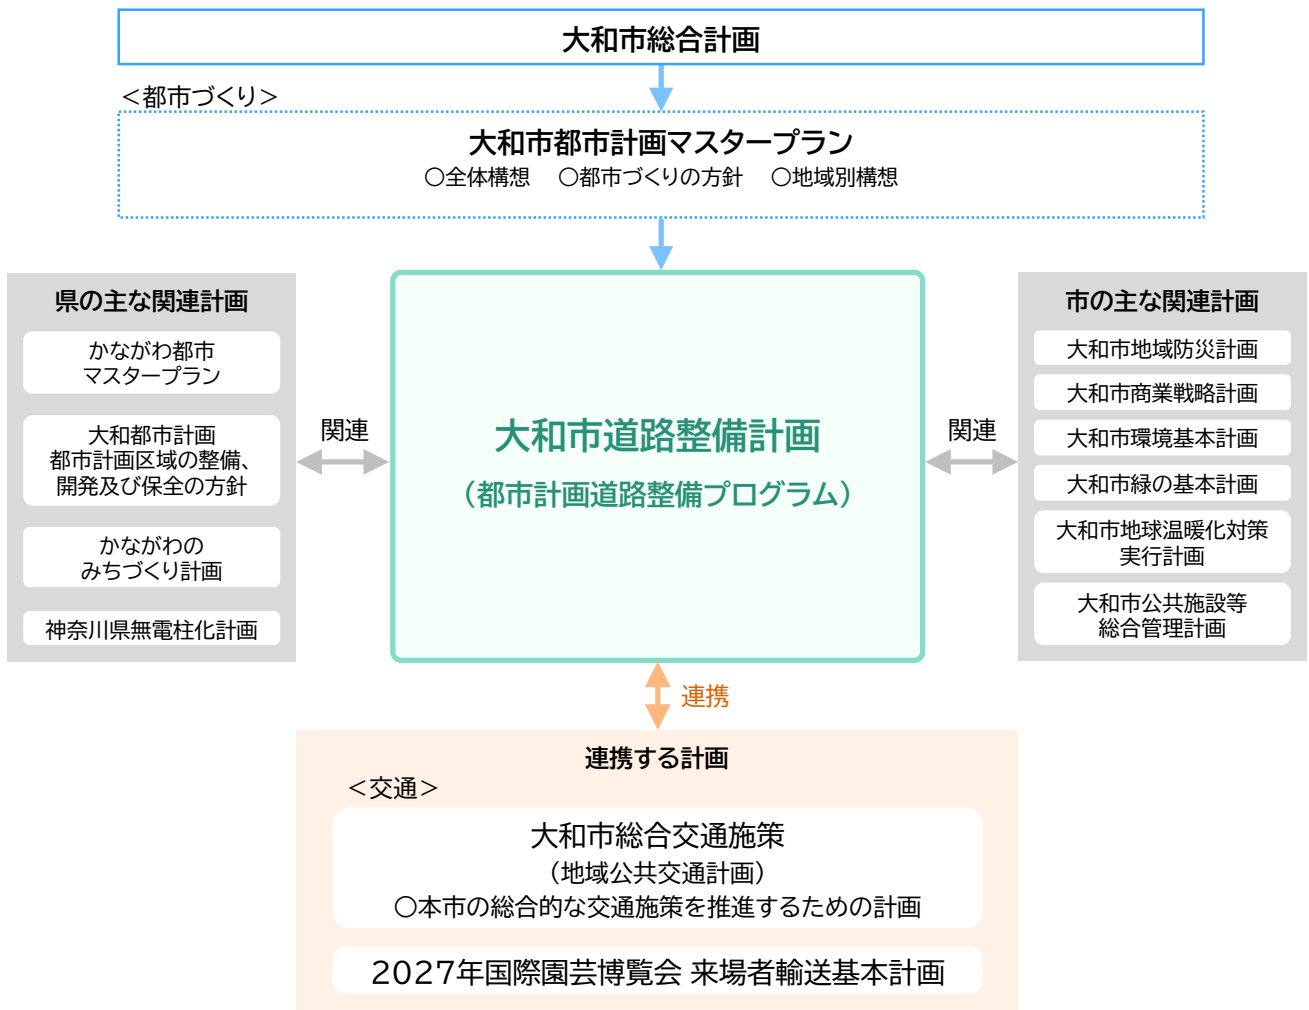 大和市総合計画
＜都市づくり＞
大和市都市計画マスタープラン
○全体構想　○都市づくりの方針　○地域別構想
県の主な関連計画
かながわ都市
マスタープラン
大和都市計画
都市計画区域の整備、
開発及び保全の方針
かながわの
みちづくり計画
神奈川県無電柱化計画
関連
大和市道路整備計画
（都市計画道路整備プログラム）
関連
市の主な関連計画
大和市地域防災計画
大和市商業戦略計画
大和市環境基本計画
大和市緑の基本計画
大和市地球温暖化対策
実行計画
大和市公共施設等
総合管理計画
連携
連携する計画
＜交通＞
大和市総合交通施策
（地域公共交通計画）
○本市の総合的な交通施策を推進するための計画
2027年国際園芸博覧会 来場者輸送基本計画